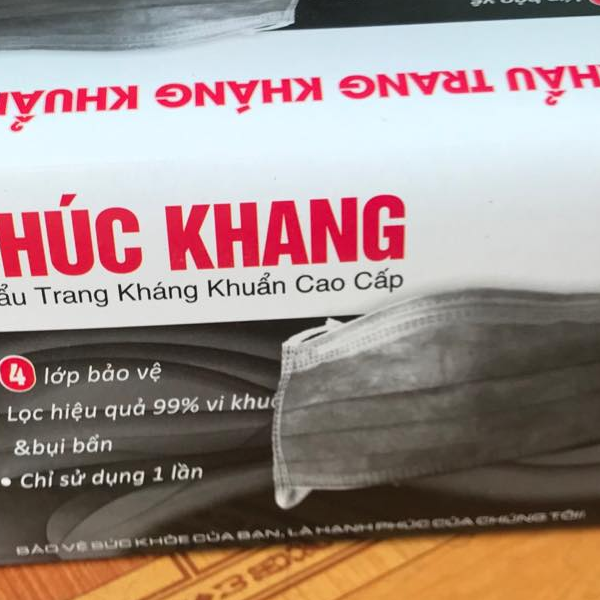 KHẨU TRANG KHÁNG KHUẨN
HÚC KHANG
ẩu Trang Kháng Khuẩn Cao Cấp
4 lớp bảo vệ
Lọc hiệu quả 99% vi khuẩ
&bụi bẩn
• Chỉ sử dụng 1 lần
BẢO VỆ SỨC KHỎE CỦA BẠN, LÀ HẠNH PHÚC CỦA CHÚNG TÔI!